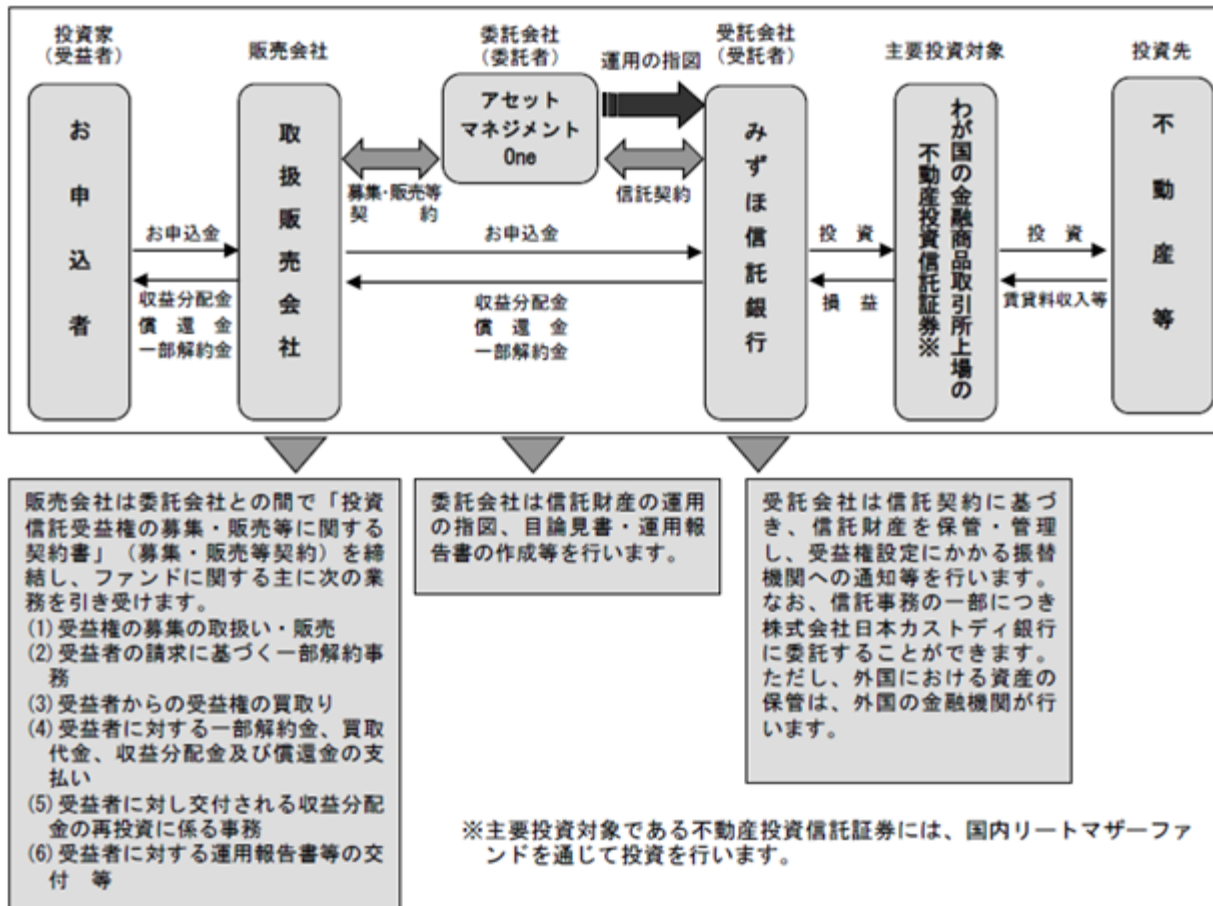 投資家
(受益者)
販売会社
委託会社
(委託者)
運用の指図
受託会社
(受託者)
主要投資対象
投資先
お申込者
取扱販売会社
アセット
マネジメント
One
みずほ信託銀行
わが国の金融商品取引所上場の
不動産投資信託証券※
不動産等
募集・販売等
契 約
信託契約
お申込金
収益分配金
償 還 金
一部解約金
お申込金
収益分配金
償 還 金
一部解約金
投 資
損 益
投 資
賃貸料収入等
販売会社は委託会社との間で「投資
信託受益権の募集・販売等に関する
契約書」(募集・販売等契約)を締
結し、ファンドに関する主に次の業
務を引き受けます。
(1)受益権の募集の取扱い・販売
(2)受益者の請求に基づく一部解約事
務
(3)受益者からの受益権の買取り
(4)受益者に対する一部解約金、買取
代金、収益分配金及び償還金の支
払い
(5)受益者に対し交付される収益分配
金の再投資に係る事務
(6)受益者に対する運用報告書等の交
付 等
委託会社は信託財産の運用
の指図、目論見書・運用報
告書の作成等を行います。
受託会社は信託契約に基づ
き、信託財産を保管・管理
し、受益権設定にかかる振替
機関への通知等を行います。
なお、信託事務の一部につき
株式会社日本カストディ銀行
に委託することができます。
ただし、外国における資産の
保管は、外国の金融機関が行
います。
※主要投資対象である不動産投資信託証券には、国内リートマザーファ
ンドを通じて投資を行います。